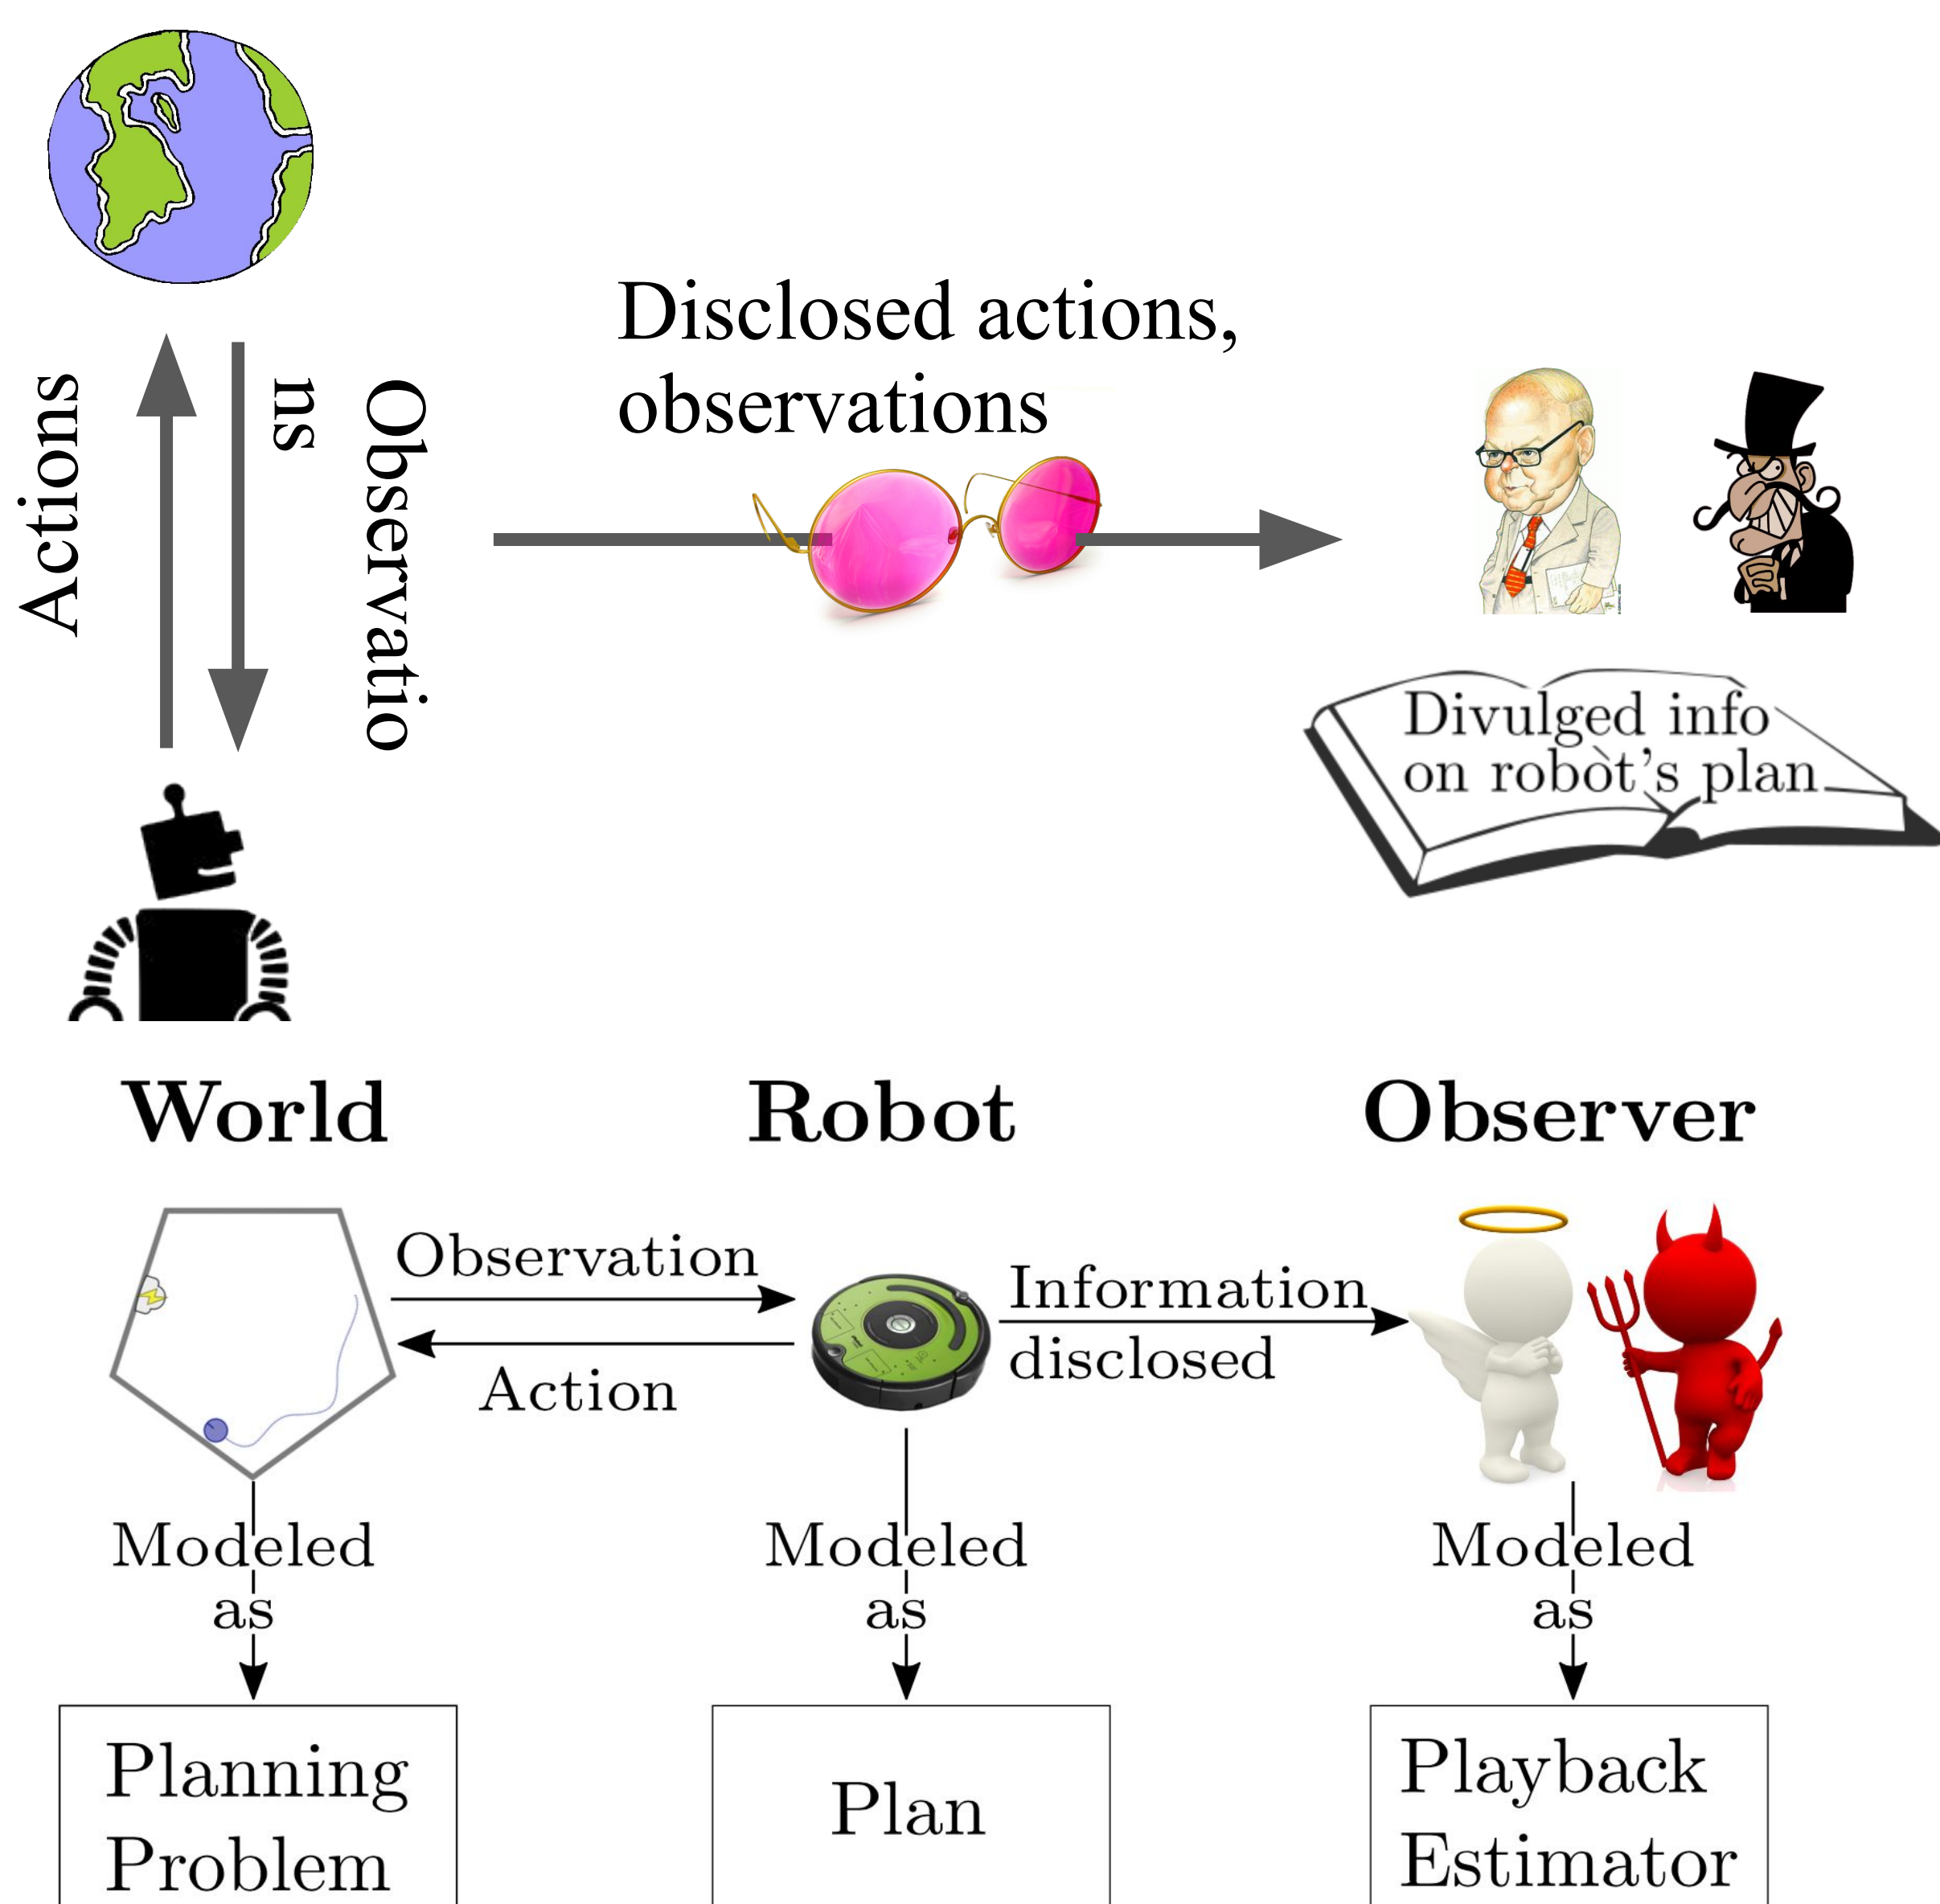 Disclosed actions,
observations
Actions
Observatio
ns
Divulged info
on robot's plan
World
Robot
Observer
Observation
Action
Information
disclosed
Modeled
as
Modeled
as
Modeled
as
Planning
Problem
Plan
Playback
Estimator